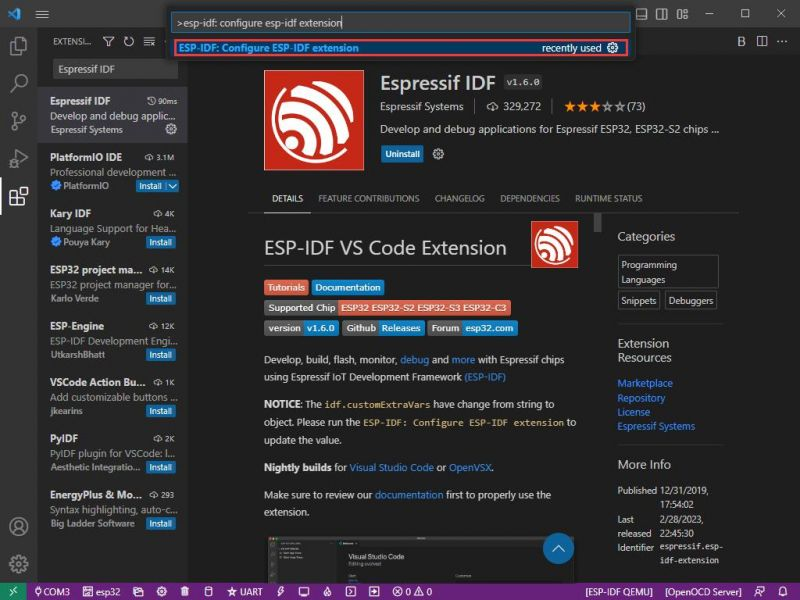 >esp-idf: configure esp-idf extension
ESP-IDF: Configure ESP-IDF extension recently used
EXTENSI...
Espressif IDF
Espressif IDF 90ms
Develop and debug applic...
Espressif Systems
PlatformIO IDE 3.1M
Professional development ...
PlatformIO Install
Kary IDF 4K
Language Support for Hea...
Pouya Kary Install
ESP32 project ma... 14K
ESP32 project manager for...
Karlo Verde Install
ESP-Engine 12K
ESP-IDF Development Engi...
UtkarshBhatt Install
VSCode Action Bu... 1K
Add customizable buttons ...
jkearins Install
PyIDF 2K
PyIDF plugin for VSCode: l...
Aesthetic Integratio... Install
EnergyPlus & Mo... 293
Syntax highlighting, auto-...
Big Ladder Software Install
B
Espressif IDF v1.6.0
Espressif Systems 329,272 (73)
Develop and debug applications for Espressif ESP32, ESP32-S2 chips ...
Uninstall
DETAILS FEATURE CONTRIBUTIONS CHANGELOG DEPENDENCIES RUNTIME STATUS
ESP-IDF VS Code Extension
Tutorials Documentation
Supported Chip ESP32 ESP32-S2 ESP32-S3 ESP32-C3
version v1.6.0 Github Releases Forum esp32.com
Develop, build, flash, monitor, debug and more with Espressif chips
using Espressif IoT Development Framework (ESP-IDF)
NOTICE: The idf.customExtraVars have change from string to
object. Please run the ESP-IDF: Configure ESP-IDF extension to
update the value.
Nightly builds for Visual Studio Code or OpenVSX.
Make sure to review our documentation first to properly use the
extension.
Visual Studio Code
Editing evolved
Categories
Programming
Languages
Snippets Debuggers
Extension
Resources
Marketplace
Repository
License
Espressif Systems
More Info
Published 12/31/2019,
17:54:02
Last 2/28/2023,
released 22:45:30
Identifier espressif.esp-
idf-extension
COM3 esp32 UART 0 0 [ESP-IDF QEMU] [OpenOCD Server]